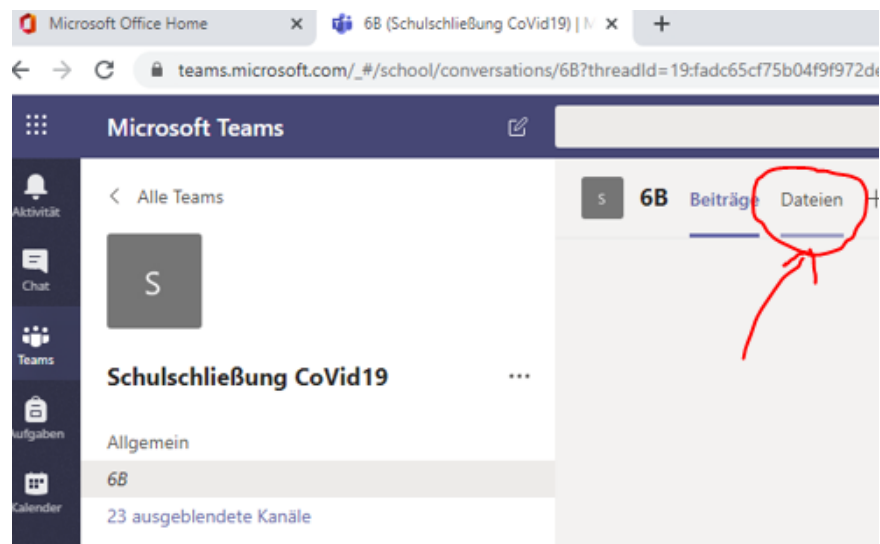 Microsoft Office Home
6B (Schulschließung CoVid19) | M
teams.microsoft.com/_#/school/conversations/6B?threadId=19:fadc65cf75b04f9f972de
Microsoft Teams
Aktivität
Chat
Teams
Aufgaben
Kalender
Alle Teams
S
Schulschließung CoVid19
Allgemein
6B
23 ausgeblendete Kanäle
S 6B Beiträge Dateien